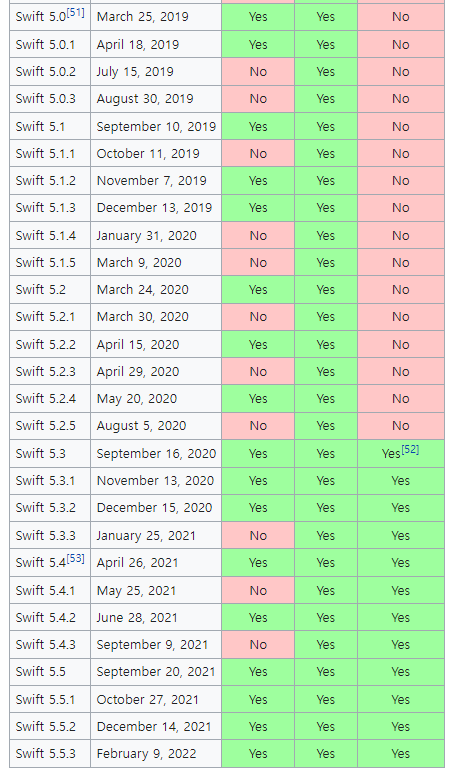 Swift 5.0[51] March 25, 2019 Yes Yes No
Swift 5.0.1 April 18, 2019 Yes Yes No
Swift 5.0.2 July 15, 2019 No Yes No
Swift 5.0.3 August 30, 2019 No Yes No
Swift 5.1 September 10, 2019 Yes Yes No
Swift 5.1.1 October 11, 2019 No Yes No
Swift 5.1.2 November 7, 2019 Yes Yes No
Swift 5.1.3 December 13, 2019 Yes Yes No
Swift 5.1.4 January 31, 2020 No Yes No
Swift 5.1.5 March 9, 2020 No Yes No
Swift 5.2 March 24, 2020 Yes Yes No
Swift 5.2.1 March 30, 2020 No Yes No
Swift 5.2.2 April 15, 2020 Yes Yes No
Swift 5.2.3 April 29, 2020 No Yes No
Swift 5.2.4 May 20, 2020 Yes Yes No
Swift 5.2.5 August 5, 2020 No Yes No
Swift 5.3 September 16, 2020 Yes Yes Yes[52]
Swift 5.3.1 November 13, 2020 Yes Yes Yes
Swift 5.3.2 December 15, 2020 Yes Yes Yes
Swift 5.3.3 January 25, 2021 No Yes Yes
Swift 5.4[53] April 26, 2021 Yes Yes Yes
Swift 5.4.1 May 25, 2021 No Yes Yes
Swift 5.4.2 June 28, 2021 Yes Yes Yes
Swift 5.4.3 September 9, 2021 No Yes Yes
Swift 5.5 September 20, 2021 Yes Yes Yes
Swift 5.5.1 October 27, 2021 Yes Yes Yes
Swift 5.5.2 December 14, 2021 Yes Yes Yes
Swift 5.5.3 February 9, 2022 Yes Yes Yes